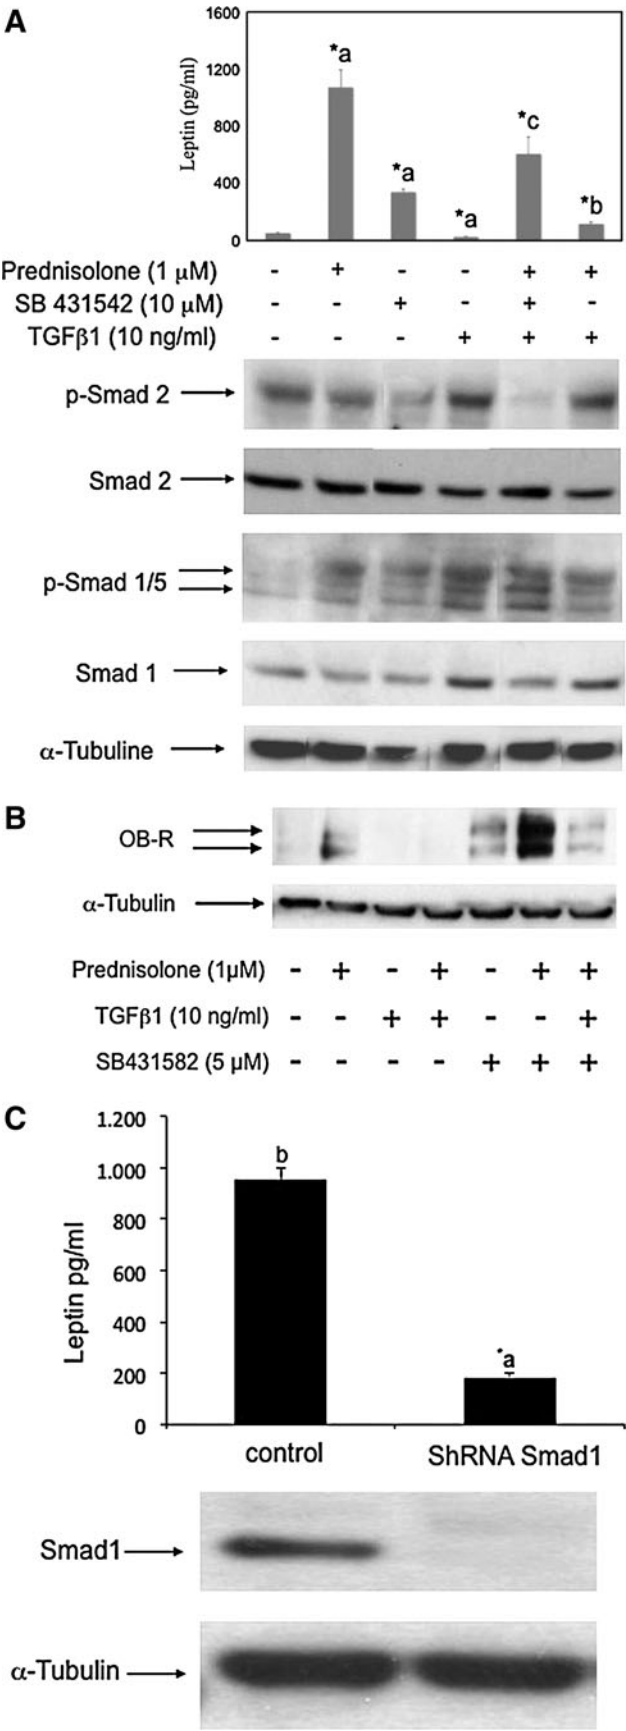 A
1600
1200
800
400
0
Leptin (pg/ml)
*a
*a
*a
*c
*b
Prednisolone (1 μM) - + - - + +
SB 431542 (10 μM) - - + - + -
TGFβ1 (10 ng/ml) - - - + + +
p-Smad 2
Smad 2
p-Smad 1/5
Smad 1
α-Tubuline
B
OB-R
α-Tubulin
Prednisolone (1μM) - + - + - + +
TGFβ1 (10 ng/ml) - - + + - - +
SB431582 (5 μM) - - - - + + +
C
1.200
1.000
800
600
400
200
0
Leptin pg/ml
b
*a
control
ShRNA Smad1
Smad1
α-Tubulin